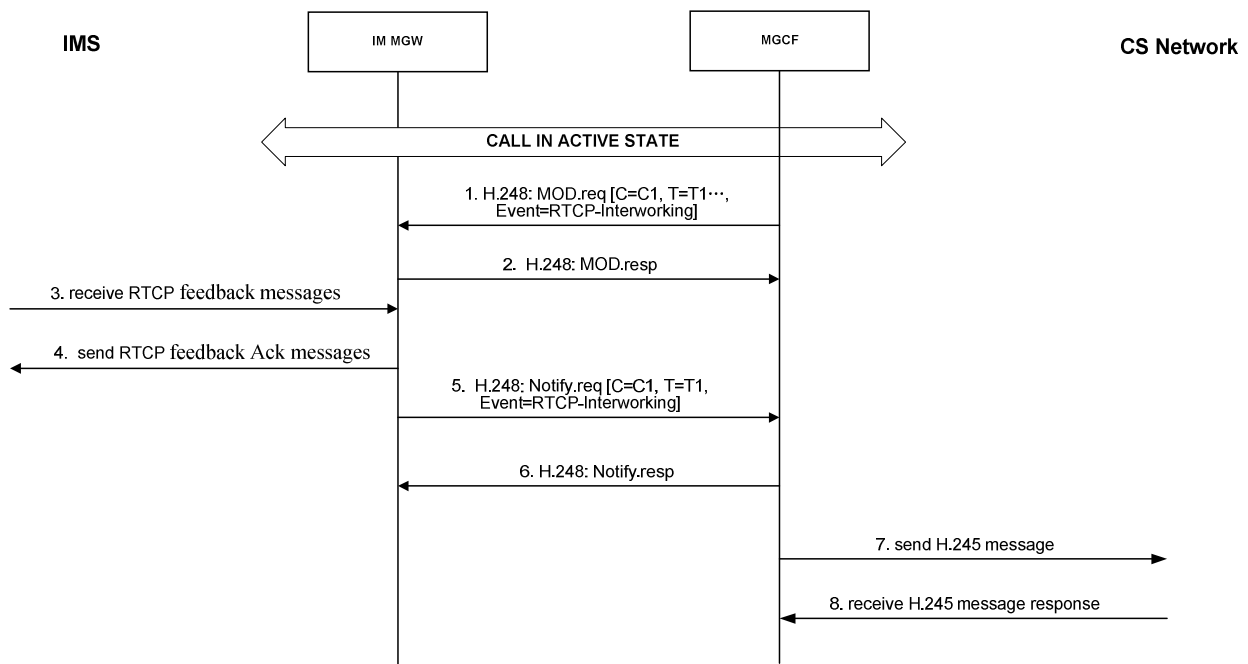 IMS
IM MGW
MGCF
CS Network
CALL IN ACTIVE STATE
1. H.248: MOD.req [C=C1, T=T1⋯,
Event=RTCP-Interworking]
2. H.248: MOD.resp
3. receive RTCP feedback messages
4. send RTCP feedback Ack messages
5. H.248: Notify.req [C=C1, T=T1,
Event=RTCP-Interworking]
6. H.248: Notify.resp
7. send H.245 message
8. receive H.245 message response